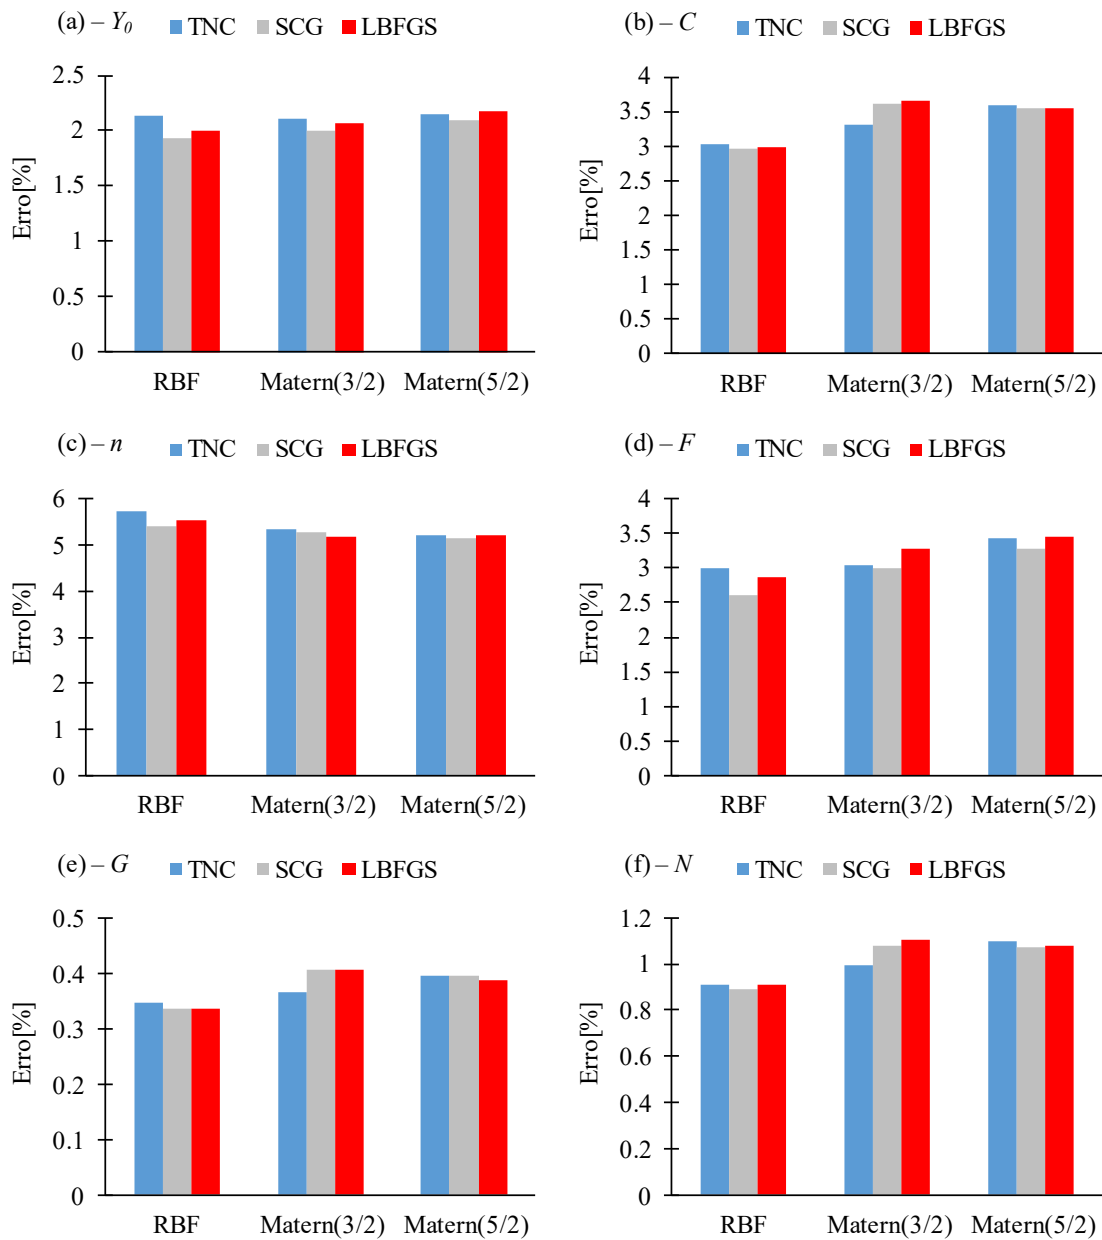 (a) – Y0 TNC SCG LBFGS
2.5
2
1.5
1
0.5
0
Erro[%]
RBF Matern(3/2) Matern(5/2)
(b) – C TNC SCG LBFGS
4
3.5
3
2.5
2
1.5
1
0.5
0
Erro[%]
RBF Matern(3/2) Matern(5/2)
(c) – n TNC SCG LBFGS
6
5
4
3
2
1
0
Erro[%]
RBF Matern(3/2) Matern(5/2)
(d) – F TNC SCG LBFGS
4
3.5
3
2.5
2
1.5
1
0.5
0
Erro[%]
RBF Matern(3/2) Matern(5/2)
(e) – G TNC SCG LBFGS
0.5
0.4
0.3
0.2
0.1
0
Erro[%]
RBF Matern(3/2) Matern(5/2)
(f) – N TNC SCG LBFGS
1.2
1
0.8
0.6
0.4
0.2
0
Erro[%]
RBF Matern(3/2) Matern(5/2)